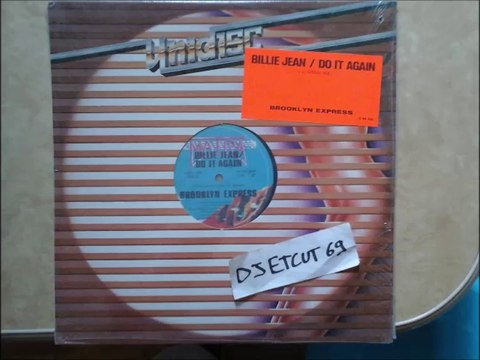 Unidisc
BILLIE JEAN / DO IT AGAIN
BROOKLYN EXPRESS
BILLIE JEAN/
DO IT AGAIN
BROOKLYN EXPRESS
DJETCUT 69